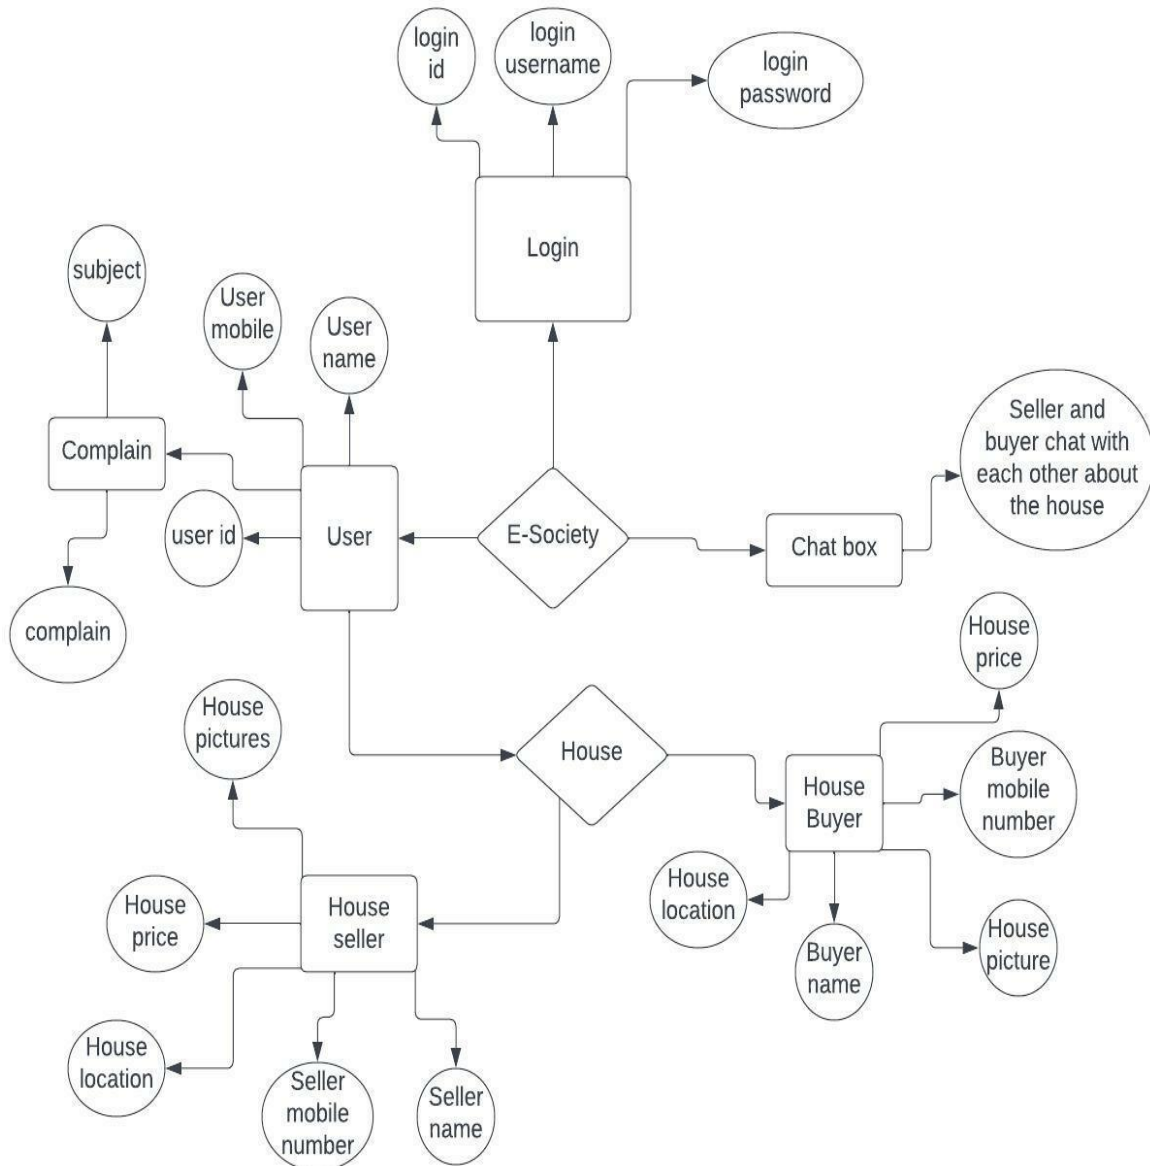 login
id
login
username
login
password
Login
subject
User
mobile
User
name
Complain
user id
User
E-Society
Chat box
Seller and
buyer chat with
each other about
the house
complain
House
price
House
pictures
House
House
Buyer
Buyer
mobile
number
House
location
Buyer
name
House
picture
House
price
House
seller
House
location
Seller
mobile
number
Seller
name